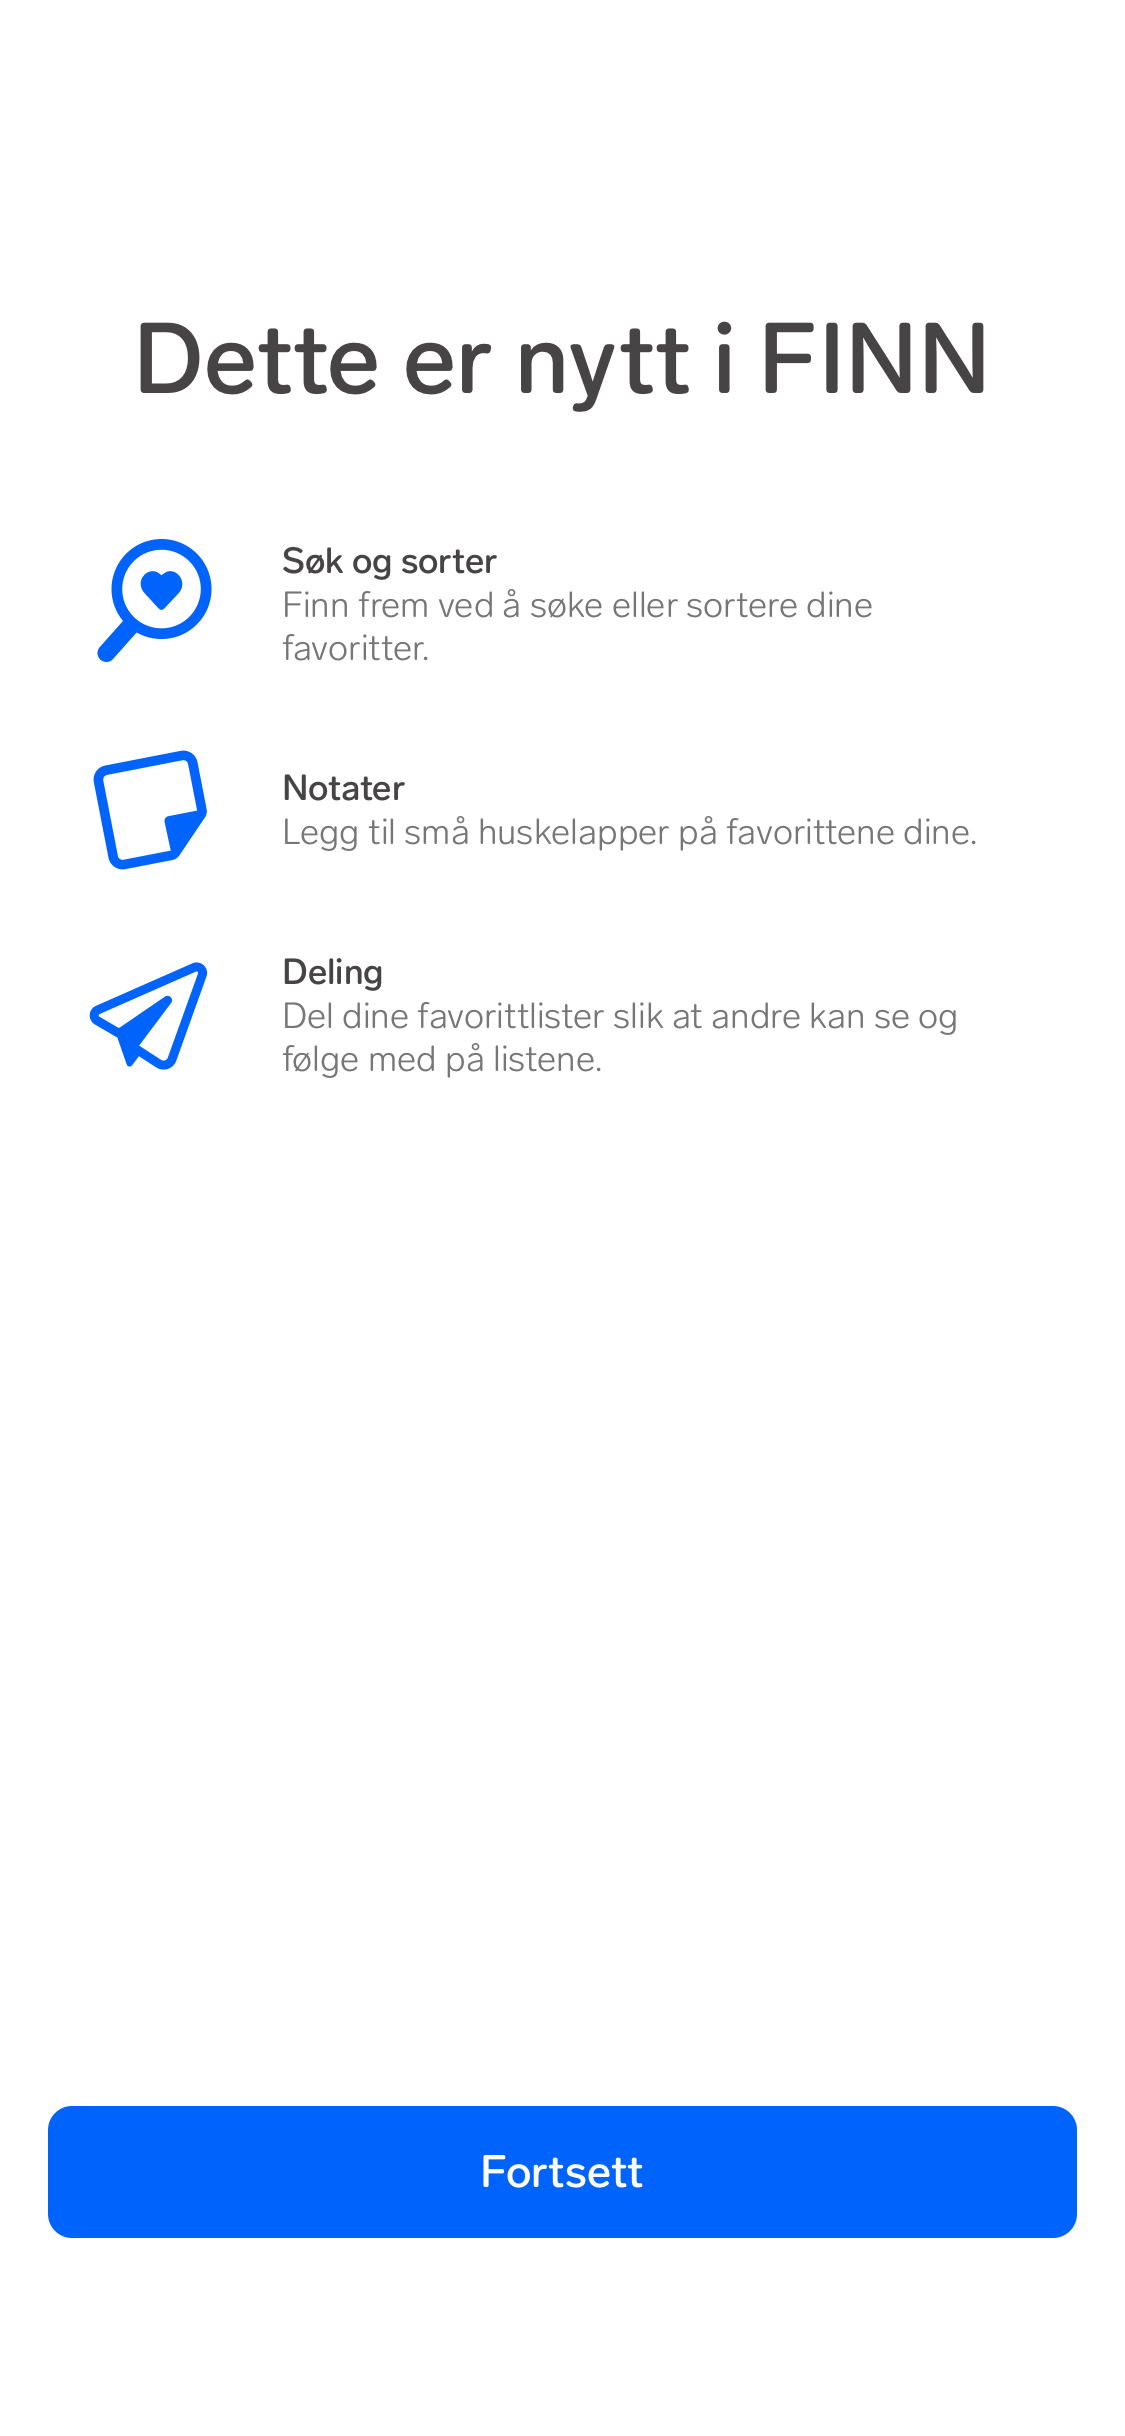 Dette er nytt i FINN
Søk og sorter
Finn frem ved å søke eller sortere dine
favoritter.
Notater
Legg til små huskelapper på favorittene dine.
Deling
Del dine favorittlister slik at andre kan se og
følge med på listene.
Fortsett